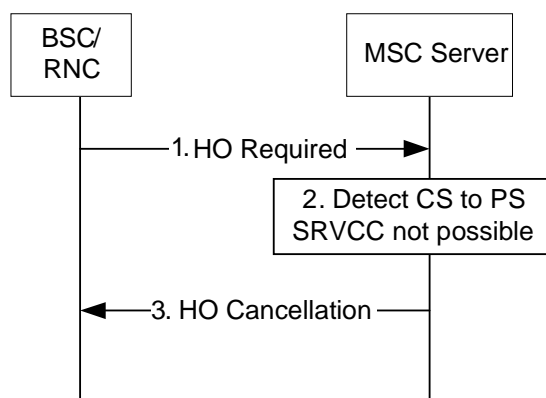 BSC/
RNC
MSC Server
1. HO Required
2. Detect CS to PS
SRVCC not possible
3. HO Cancellation